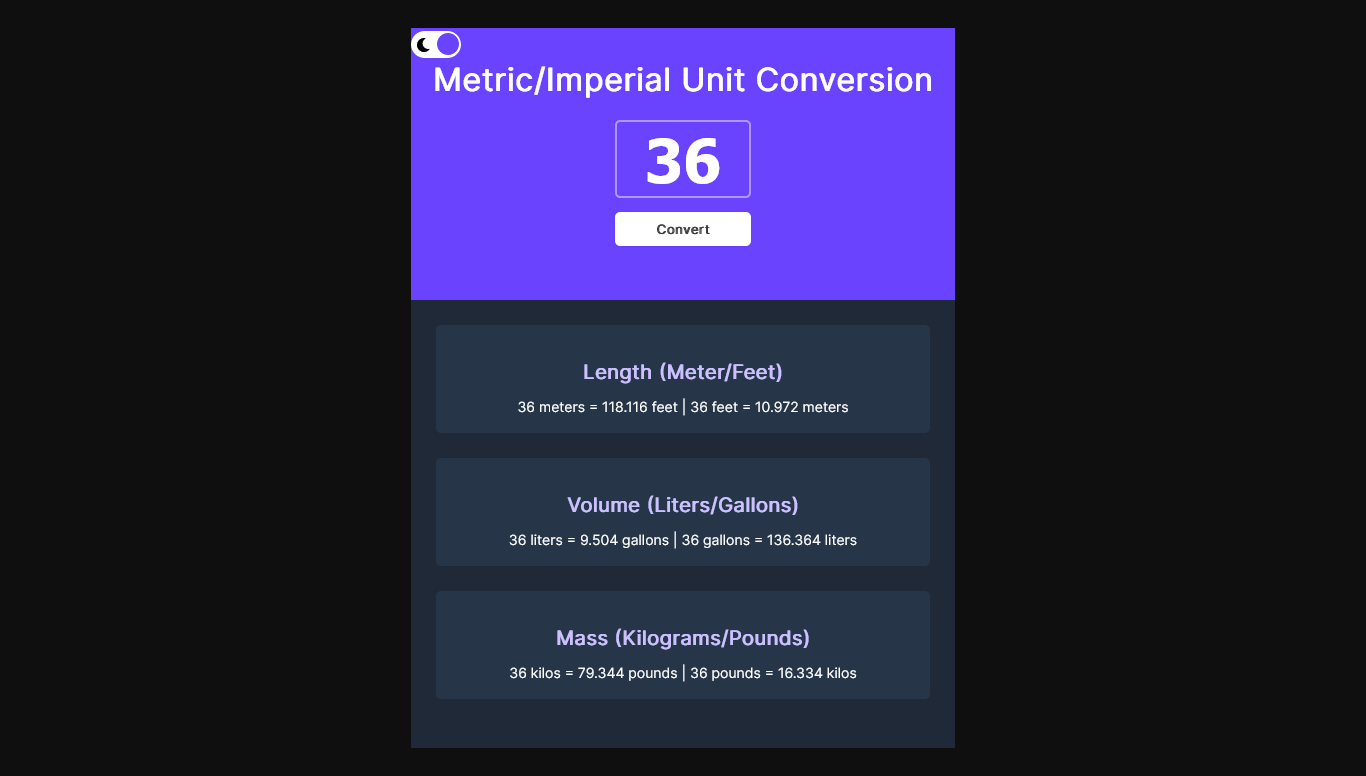 Metric/Imperial Unit Conversion
36
Convert
Length (Meter/Feet)
36 meters = 118.116 feet | 36 feet = 10.972 meters
Volume (Liters/Gallons)
36 liters = 9.504 gallons | 36 gallons = 136.364 liters
Mass (Kilograms/Pounds)
36 kilos = 79.344 pounds | 36 pounds = 16.334 kilos